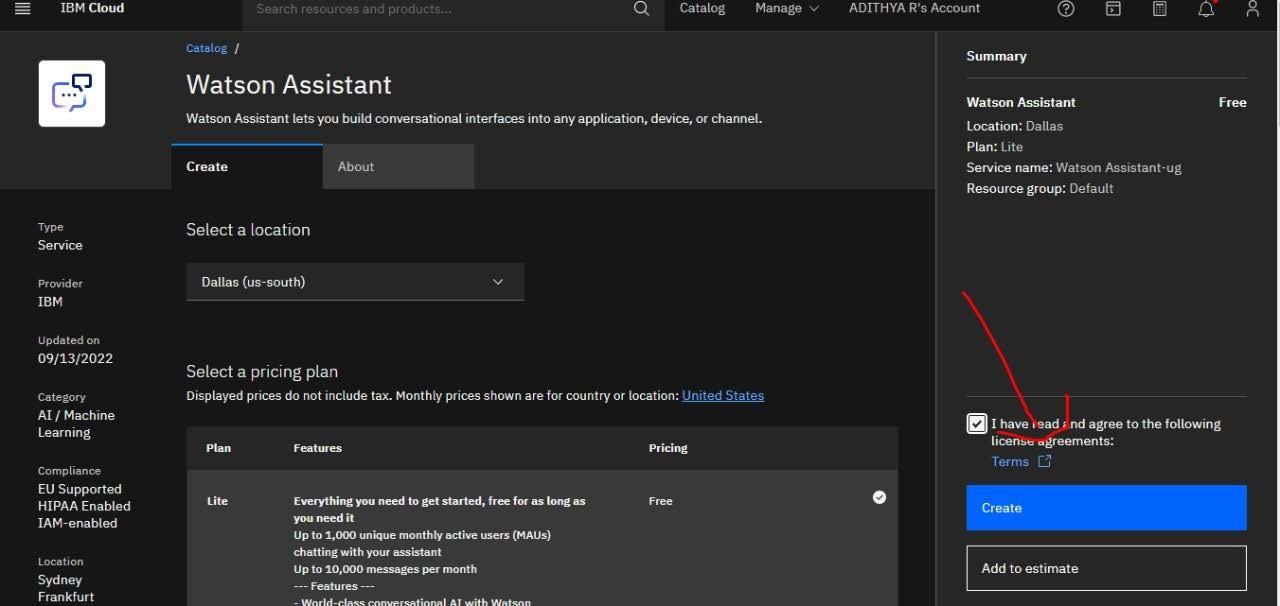 IBM Cloud
Search resources and products...
Catalog
Manage
ADITHYA R's Account
Catalog /
Watson Assistant
Watson Assistant lets you build conversational interfaces into any application, device, or channel.
Create
About
Type
Service
Provider
IBM
Updated on
09/13/2022
Category
AI / Machine
Learning
Compliance
EU Supported
HIPAA Enabled
IAM-enabled
Location
Sydney
Frankfurt
Select a location
Dallas (us-south)
Select a pricing plan
Displayed prices do not include tax. Monthly prices shown are for country or location: United States
Plan Features Pricing
Lite Everything you need to get started, free for as long as Free
you need it
Up to 1,000 unique monthly active users (MAUs)
chatting with your assistant
Up to 10,000 messages per month
--- Features ---
- World-class conversational AI with Watson
Summary
Watson Assistant Free
Location: Dallas
Plan: Lite
Service name: Watson Assistant-ug
Resource group: Default
I have read and agree to the following
license agreements:
Terms
Create
Add to estimate